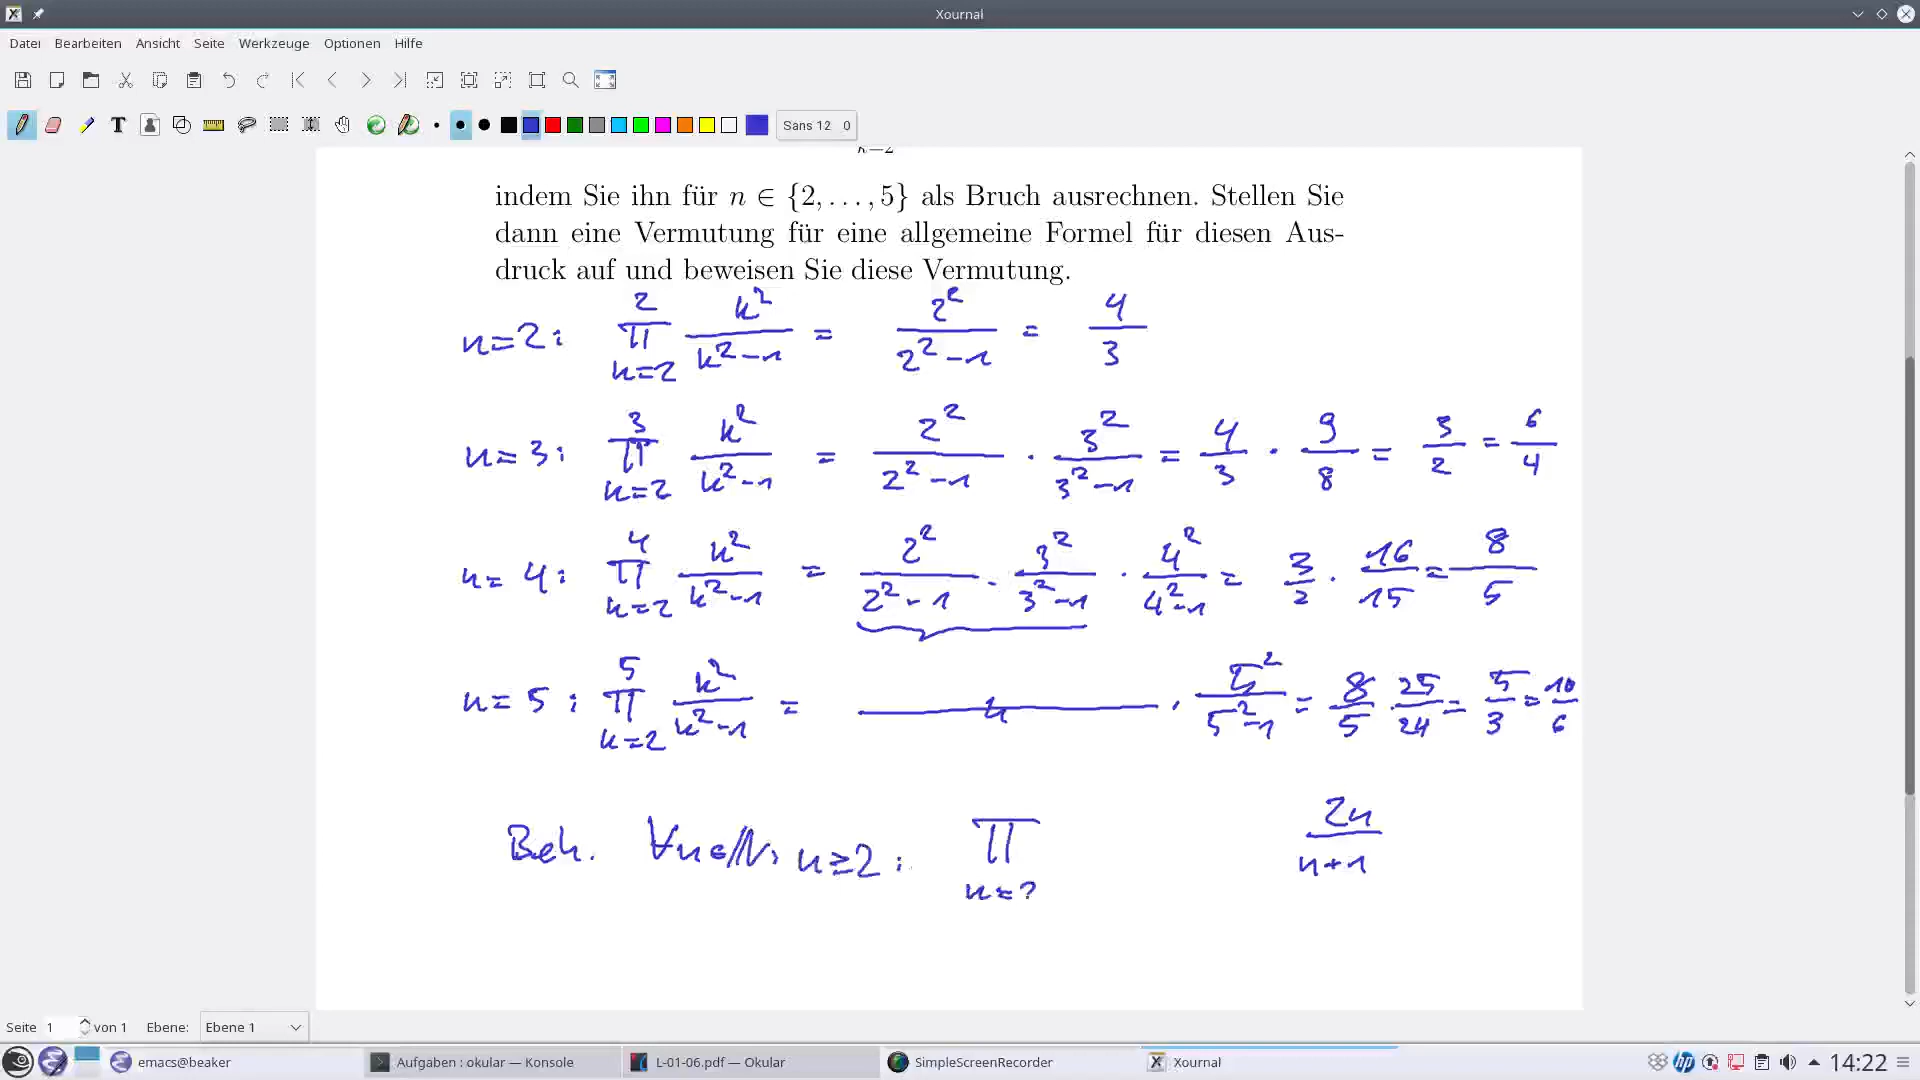 Xournal
Datei Bearbeiten Ansicht Seite Werkzeuge Optionen Hilfe
Sans 12 0
k=2
indem Sie ihn für n ∈ {2, . . . , 5} als Bruch ausrechnen. Stellen Sie
dann eine Vermutung für eine allgemeine Formel für diesen Aus-
druck auf und beweisen Sie diese Vermutung.
n=2: ∏_{k=2}^{2} k²/(k²-1) = 2²/(2²-1) = 4/3
n=3: ∏_{k=2}^{3} k²/(k²-1) = 2²/(2²-1) · 3²/(3²-1) = 4/3 · 9/8 = 3/2 = 6/4
n=4: ∏_{k=2}^{4} k²/(k²-1) = 2²/(2²-1) · 3²/(3²-1) · 4²/(4²-1) = 3/2 · 16/15 = 8/5
n=5: ∏_{k=2}^{5} k²/(k²-1) = —— " —— · 5²/(5²-1) = 8/5 · 25/24 = 5/3 = 10/6
Beh. ∀n∈ℕ, n≥2: ∏_{k=2} 2n/(n+1)
Seite 1 von 1 Ebene: Ebene 1
emacs@beaker Aufgaben : okular — Konsole L-01-06.pdf — Okular SimpleScreenRecorder Xournal 14:22